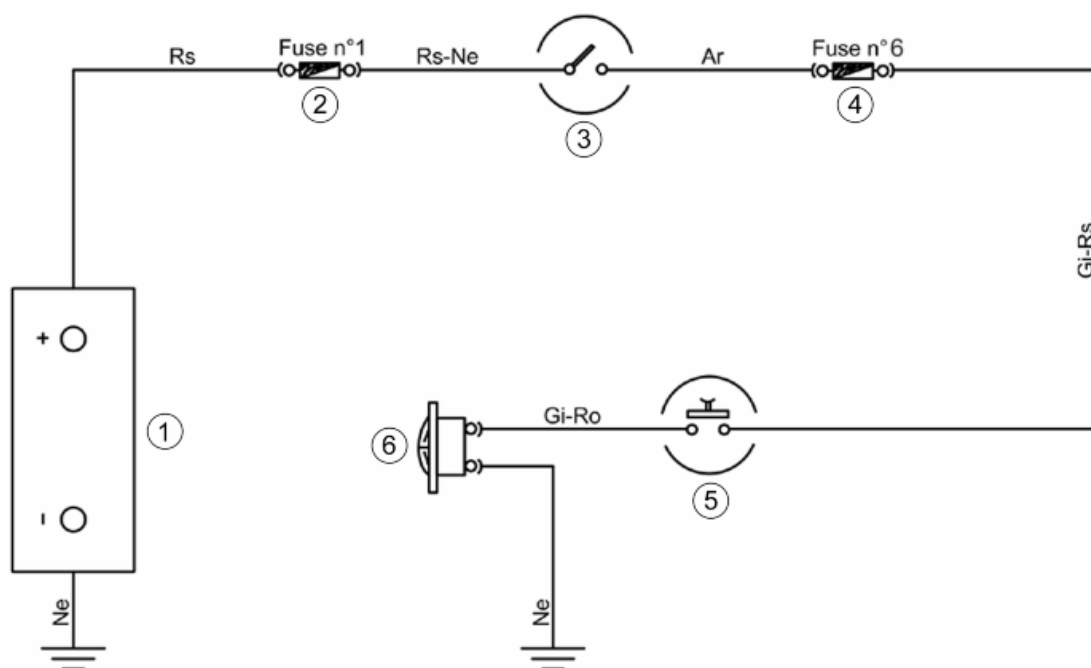 Rs
Fuse n°1
Rs-Ne
Ar
Fuse n°6
2
3
4
Gi-Rs
+
1
-
Ne
6
Gi-Ro
5
Ne